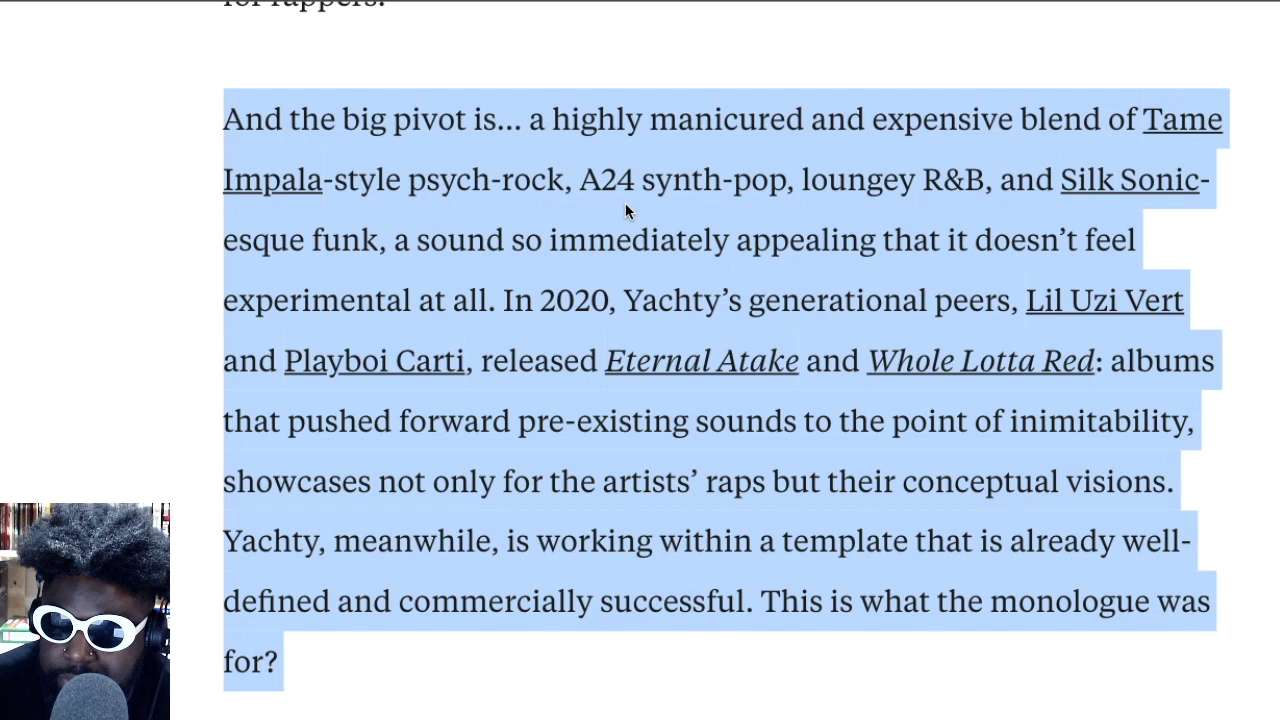 for rappers.
And the big pivot is… a highly manicured and expensive blend of Tame
Impala-style psych-rock, A24 synth-pop, loungey R&B, and Silk Sonic-
esque funk, a sound so immediately appealing that it doesn’t feel
experimental at all. In 2020, Yachty’s generational peers, Lil Uzi Vert
and Playboi Carti, released Eternal Atake and Whole Lotta Red: albums
that pushed forward pre-existing sounds to the point of inimitability,
showcases not only for the artists’ raps but their conceptual visions.
Yachty, meanwhile, is working within a template that is already well-
defined and commercially successful. This is what the monologue was
for?